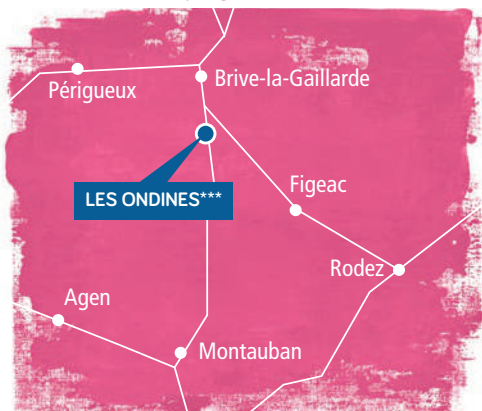 Périgueux
Brive-la-Gaillarde
LES ONDINES***
Figeac
Rodez
Agen
Montauban